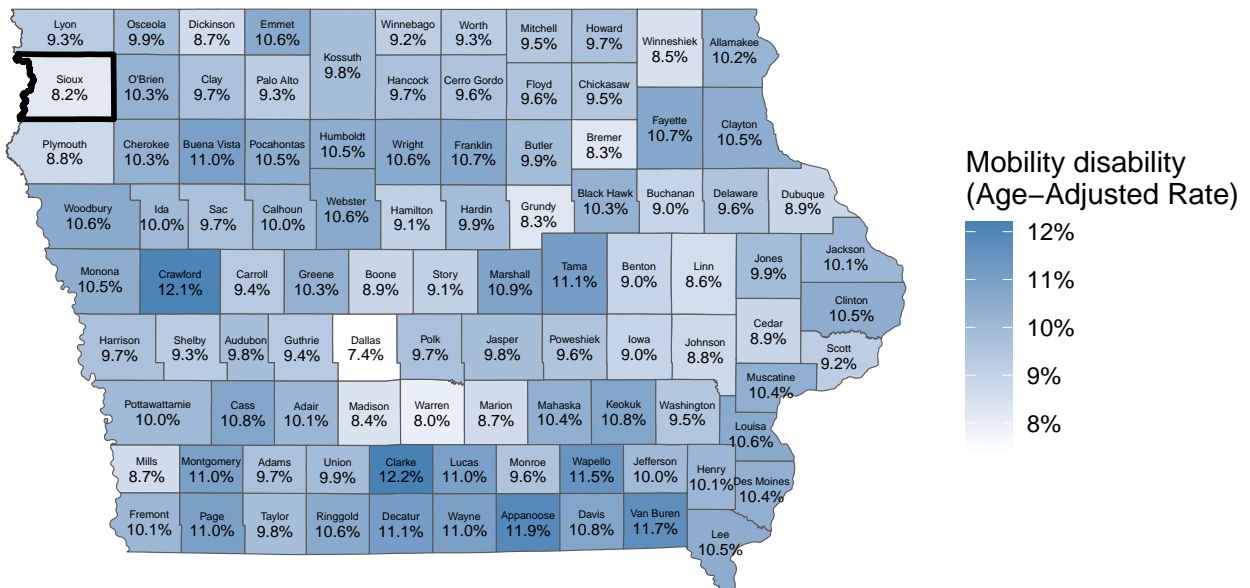 Lyon
9.3%
Osceola
9.9%
Dickinson
8.7%
Emmet
10.6%
Kossuth
9.8%
Winnebago
9.2%
Worth
9.3%
Mitchell
9.5%
Howard
9.7%
Winneshiek
8.5%
Allamakee
10.2%
Sioux
8.2%
O'Brien
10.3%
Clay
9.7%
Palo Alto
9.3%
Hancock
9.7%
Cerro Gordo
9.6%
Floyd
9.6%
Chickasaw
9.5%
Fayette
10.7%
Clayton
10.5%
Plymouth
8.8%
Cherokee
10.3%
Buena Vista
11.0%
Pocahontas
10.5%
Humboldt
10.5%
Wright
10.6%
Franklin
10.7%
Butler
9.9%
Bremer
8.3%
Woodbury
10.6%
Ida
10.0%
Sac
9.7%
Calhoun
10.0%
Webster
10.6%
Hamilton
9.1%
Hardin
9.9%
Grundy
8.3%
Black Hawk
10.3%
Buchanan
9.0%
Delaware
9.6%
Dubuque
8.9%
Monona
10.5%
Crawford
12.1%
Carroll
9.4%
Greene
10.3%
Boone
8.9%
Story
9.1%
Marshall
10.9%
Tama
11.1%
Benton
9.0%
Linn
8.6%
Jones
9.9%
Jackson
10.1%
Clinton
10.5%
Harrison
9.7%
Shelby
9.3%
Audubon
9.8%
Guthrie
9.4%
Dallas
7.4%
Polk
9.7%
Jasper
9.8%
Poweshiek
9.6%
Iowa
9.0%
Johnson
8.8%
Cedar
8.9%
Scott
9.2%
Muscatine
10.4%
Pottawattamie
10.0%
Cass
10.8%
Adair
10.1%
Madison
8.4%
Warren
8.0%
Marion
8.7%
Mahaska
10.4%
Keokuk
10.8%
Washington
9.5%
Louisa
10.6%
Mills
8.7%
Montgomery
11.0%
Adams
9.7%
Union
9.9%
Clarke
12.2%
Lucas
11.0%
Monroe
9.6%
Wapello
11.5%
Jefferson
10.0%
Henry
10.1%
Des Moines
10.4%
Fremont
10.1%
Page
11.0%
Taylor
9.8%
Ringgold
10.6%
Decatur
11.1%
Wayne
11.0%
Appanoose
11.9%
Davis
10.8%
Van Buren
11.7%
Lee
10.5%
Mobility disability
(Age−Adjusted Rate)
12%
11%
10%
9%
8%